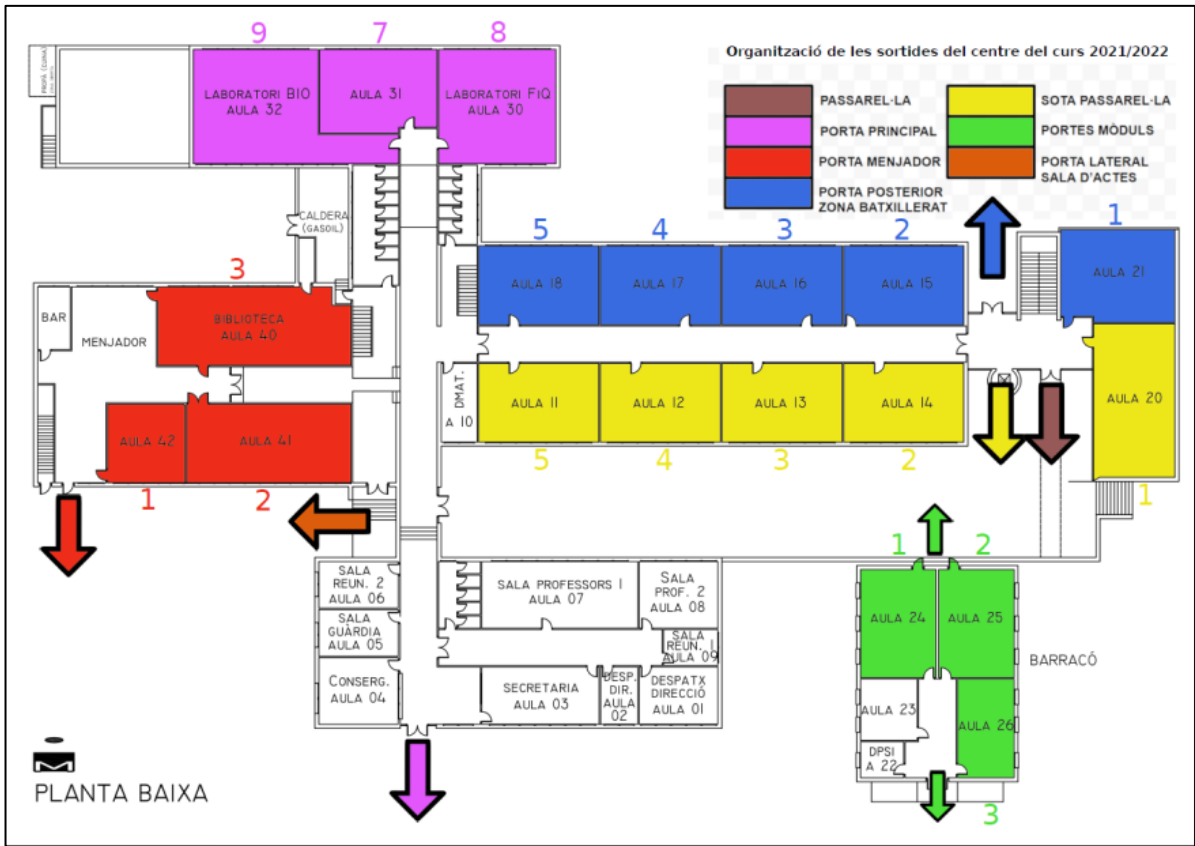 9
7
8
Organització de les sortides del centre del curs 2021/2022
PASSAREL·LA
SOTA PASSAREL·LA
PORTA PRINCIPAL
PORTES MÒDULS
PORTA MENJADOR
PORTA LATERAL
SALA D'ACTES
PORTA POSTERIOR
ZONA BATXILLERAT
LABORATORI BIO
AULA 32
AULA 31
LABORATORI FiQ
AULA 30
CALDERA
(GASOIL)
5
4
3
2
1
AULA 18
AULA 17
AULA 16
AULA 15
AULA 21
3
BAR
MENJADOR
BIBLIOTECA
AULA 40
DMAT.
A 10
AULA 11
AULA 12
AULA 13
AULA 14
AULA 20
AULA 42
AULA 41
5
4
3
2
1
1
2
1
2
SALA
REUN. 2
AULA 06
SALA PROFESSORS 1
AULA 07
SALA
PROF. 2
AULA 08
SALA
GUÀRDIA
AULA 05
SALA
REUN. 1
AULA 09
CONSERG.
AULA 04
SECRETARIA
AULA 03
DESP.
DIR.
AULA
02
DESPATX
DIRECCIÓ
AULA 01
AULA 24
AULA 25
BARRACÓ
AULA 23
AULA 26
DPSI
A 22
3
PLANTA BAIXA